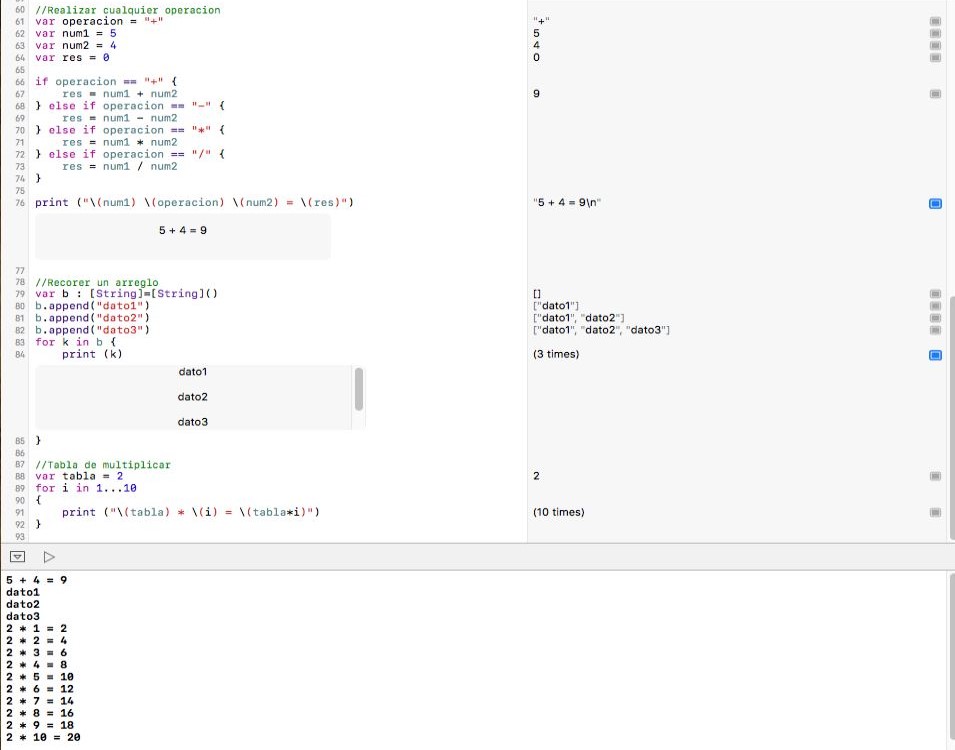 60 //Realizar cualquier operacion
61 var operacion = "+" "+"
62 var num1 = 5 5
63 var num2 = 4 4
64 var res = 0 0
65
66 if operacion == "+" {
67 res = num1 + num2 9
68 } else if operacion == "-" {
69 res = num1 - num2
70 } else if operacion == "*" {
71 res = num1 * num2
72 } else if operacion == "/" {
73 res = num1 / num2
74 }
75
76 print ("\(num1) \(operacion) \(num2) = \(res)") "5 + 4 = 9\n"
5 + 4 = 9
77
78 //Recorer un arreglo
79 var b : [String]=[String]() []
80 b.append("dato1") ["dato1"]
81 b.append("dato2") ["dato1", "dato2"]
82 b.append("dato3") ["dato1", "dato2", "dato3"]
83 for k in b {
84 print (k) (3 times)
dato1
dato2
dato3
85 }
86
87 //Tabla de multiplicar
88 var tabla = 2 2
89 for i in 1...10
90 {
91 print ("\(tabla) * \(i) = \(tabla*i)") (10 times)
92 }
93
5 + 4 = 9
dato1
dato2
dato3
2 * 1 = 2
2 * 2 = 4
2 * 3 = 6
2 * 4 = 8
2 * 5 = 10
2 * 6 = 12
2 * 7 = 14
2 * 8 = 16
2 * 9 = 18
2 * 10 = 20